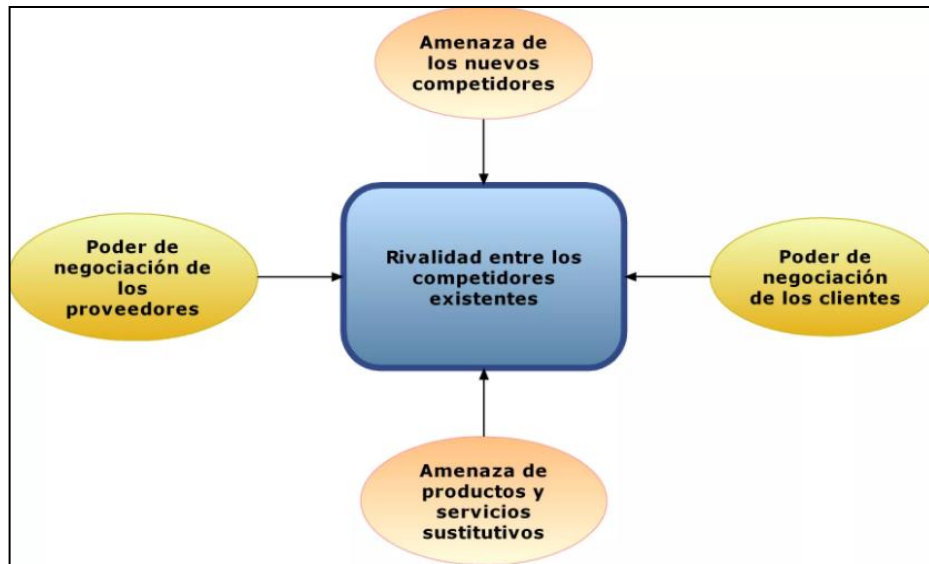 Amenaza de
los nuevos
competidores
Poder de
negociación de
los
proveedores
Rivalidad entre los
competidores
existentes
Poder de
negociación
de los clientes
Amenaza de
productos y
servicios
sustitutivos